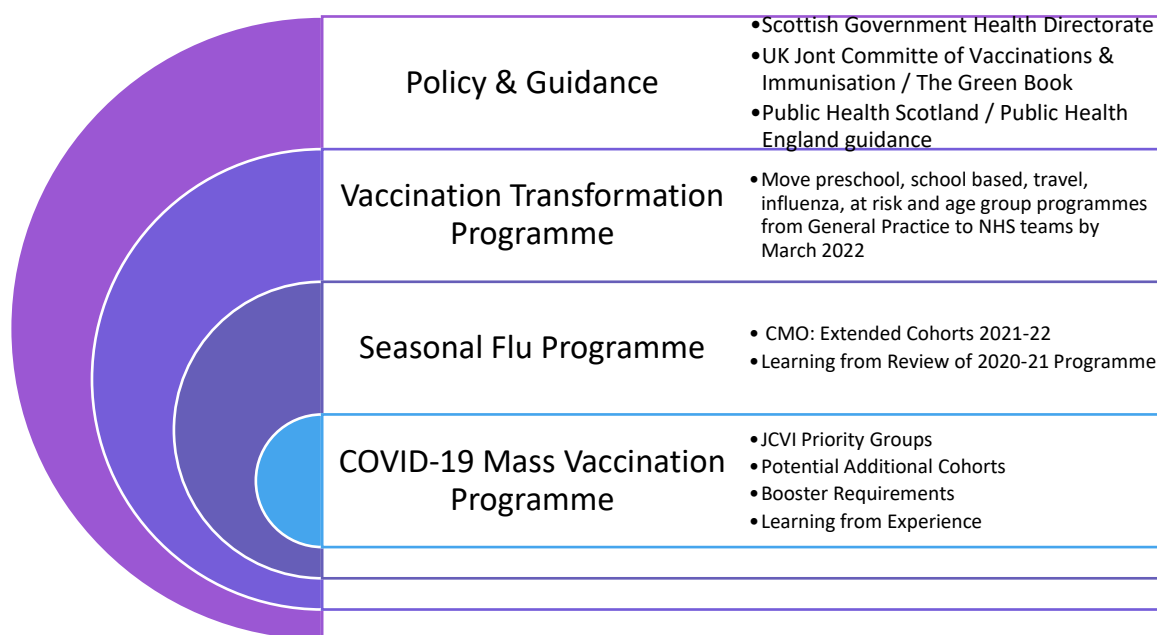 Policy & Guidance
•Scottish Government Health Directorate
•UK Jont Committe of Vaccinations &
Immunisation / The Green Book
•Public Health Scotland / Public Health
England guidance
Vaccination Transformation
Programme
•Move preschool, school based, travel,
influenza, at risk and age group programmes
from General Practice to NHS teams by
March 2022
Seasonal Flu Programme
• CMO: Extended Cohorts 2021-22
•Learning from Review of 2020-21 Programme
COVID-19 Mass Vaccination
Programme
•JCVI Priority Groups
•Potential Additional Cohorts
•Booster Requirements
•Learning from Experience